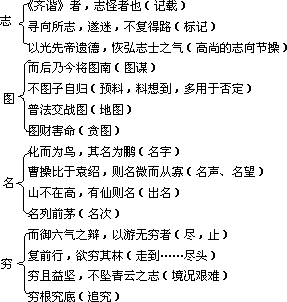 志
《齐谐》者，志怪者也（记载）
寻向所志，遂迷，不复得路（标记）
以光先帝遗德，恢弘志士之气（高尚的志向节操）
图
而后乃今将图南（图谋）
不图子自归（预料，料想到，多用于否定）
普法交战图（地图）
图财害命（贪图）
名
化而为鸟，其名为鹏（名字）
曹操比于袁绍，则名微而众寡（名声、名望）
山不在高，有仙则名（出名）
名列前茅（名次）
穷
而御六气之辩，以游无穷者（尽，止）
复前行，欲穷其林（走到……尽头）
穷且益坚，不坠青云之志（境况艰难）
穷根究底（追究）